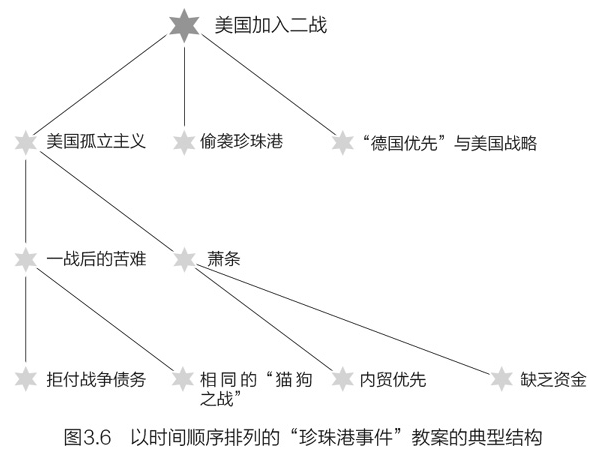 美国加入二战
美国孤立主义
偷袭珍珠港
“德国优先”与美国战略
一战后的苦难
萧条
拒付战争债务
相同的“猫狗
之战”
内贸优先
缺乏资金
图3.6 以时间顺序排列的“珍珠港事件”教案的典型结构